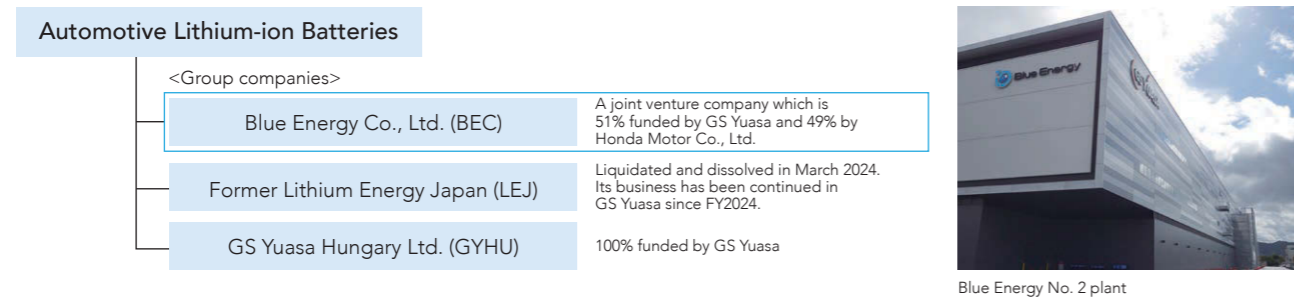 Automotive Lithium-ion Batteries
<Group companies>
Blue Energy Co., Ltd. (BEC)
A joint venture company which is
51% funded by GS Yuasa and 49% by
Honda Motor Co., Ltd.
Former Lithium Energy Japan (LEJ)
Liquidated and dissolved in March 2024.
Its business has been continued in
GS Yuasa since FY2024.
GS Yuasa Hungary Ltd. (GYHU)
100% funded by GS Yuasa
Blue Energy
Blue Energy No. 2 plant